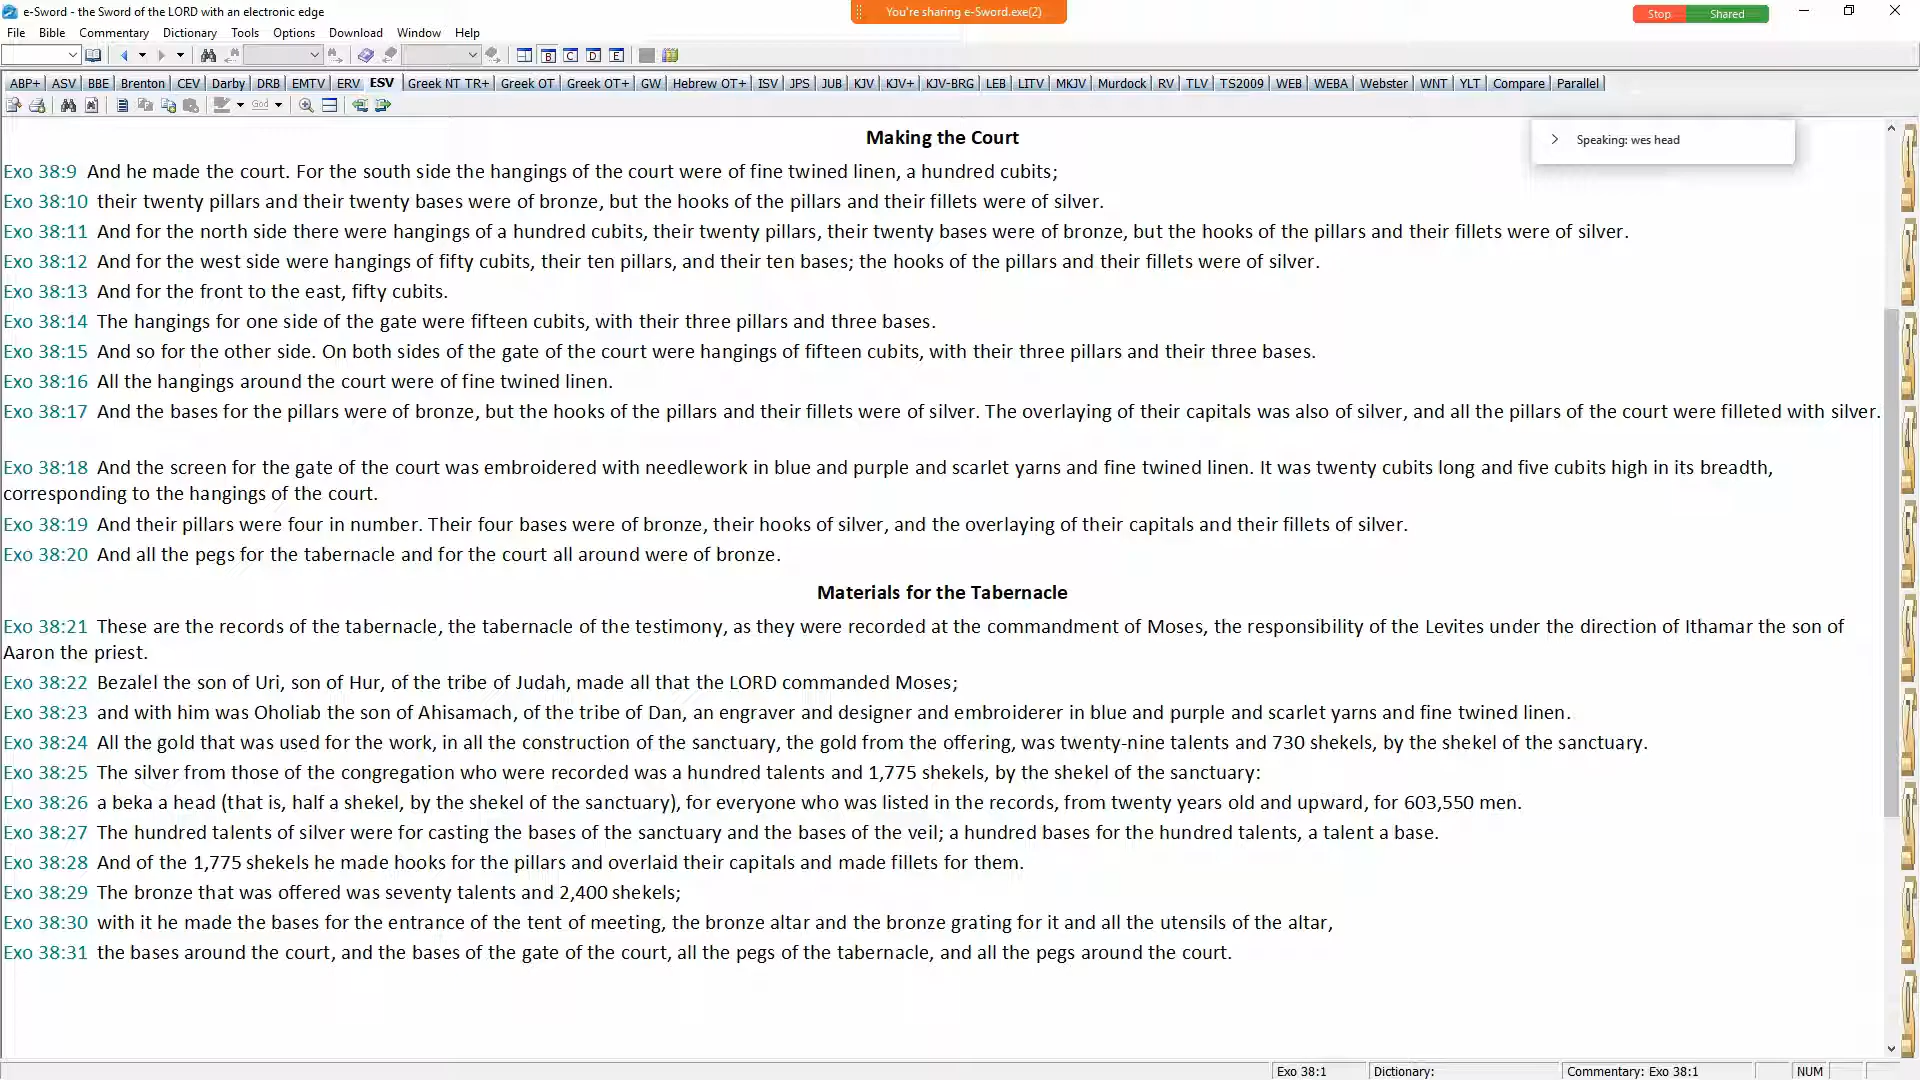 e-Sword - the Sword of the LORD with an electronic edge
You're sharing e-Sword.exe(2)
Stop Shared
File Bible Commentary Dictionary Tools Options Download Window Help
B C D E
ABP+ ASV BBE Brenton CEV Darby DRB EMTV ERV ESV Greek NT TR+ Greek OT Greek OT+ GW Hebrew OT+ ISV JPS JUB KJV KJV+ KJV-BRG LEB LITV MKJV Murdock RV TLV TS2009 WEB WEBA Webster WNT YLT Compare Parallel
God
Making the Court
Speaking: wes head
Exo 38:9 And he made the court. For the south side the hangings of the court were of fine twined linen, a hundred cubits;
Exo 38:10 their twenty pillars and their twenty bases were of bronze, but the hooks of the pillars and their fillets were of silver.
Exo 38:11 And for the north side there were hangings of a hundred cubits, their twenty pillars, their twenty bases were of bronze, but the hooks of the pillars and their fillets were of silver.
Exo 38:12 And for the west side were hangings of fifty cubits, their ten pillars, and their ten bases; the hooks of the pillars and their fillets were of silver.
Exo 38:13 And for the front to the east, fifty cubits.
Exo 38:14 The hangings for one side of the gate were fifteen cubits, with their three pillars and three bases.
Exo 38:15 And so for the other side. On both sides of the gate of the court were hangings of fifteen cubits, with their three pillars and their three bases.
Exo 38:16 All the hangings around the court were of fine twined linen.
Exo 38:17 And the bases for the pillars were of bronze, but the hooks of the pillars and their fillets were of silver. The overlaying of their capitals was also of silver, and all the pillars of the court were filleted with silver.
Exo 38:18 And the screen for the gate of the court was embroidered with needlework in blue and purple and scarlet yarns and fine twined linen. It was twenty cubits long and five cubits high in its breadth,
corresponding to the hangings of the court.
Exo 38:19 And their pillars were four in number. Their four bases were of bronze, their hooks of silver, and the overlaying of their capitals and their fillets of silver.
Exo 38:20 And all the pegs for the tabernacle and for the court all around were of bronze.
Materials for the Tabernacle
Exo 38:21 These are the records of the tabernacle, the tabernacle of the testimony, as they were recorded at the commandment of Moses, the responsibility of the Levites under the direction of Ithamar the son of
Aaron the priest.
Exo 38:22 Bezalel the son of Uri, son of Hur, of the tribe of Judah, made all that the LORD commanded Moses;
Exo 38:23 and with him was Oholiab the son of Ahisamach, of the tribe of Dan, an engraver and designer and embroiderer in blue and purple and scarlet yarns and fine twined linen.
Exo 38:24 All the gold that was used for the work, in all the construction of the sanctuary, the gold from the offering, was twenty-nine talents and 730 shekels, by the shekel of the sanctuary.
Exo 38:25 The silver from those of the congregation who were recorded was a hundred talents and 1,775 shekels, by the shekel of the sanctuary:
Exo 38:26 a beka a head (that is, half a shekel, by the shekel of the sanctuary), for everyone who was listed in the records, from twenty years old and upward, for 603,550 men.
Exo 38:27 The hundred talents of silver were for casting the bases of the sanctuary and the bases of the veil; a hundred bases for the hundred talents, a talent a base.
Exo 38:28 And of the 1,775 shekels he made hooks for the pillars and overlaid their capitals and made fillets for them.
Exo 38:29 The bronze that was offered was seventy talents and 2,400 shekels;
Exo 38:30 with it he made the bases for the entrance of the tent of meeting, the bronze altar and the bronze grating for it and all the utensils of the altar,
Exo 38:31 the bases around the court, and the bases of the gate of the court, all the pegs of the tabernacle, and all the pegs around the court.
Exo 38:1 Dictionary: Commentary: Exo 38:1 NUM